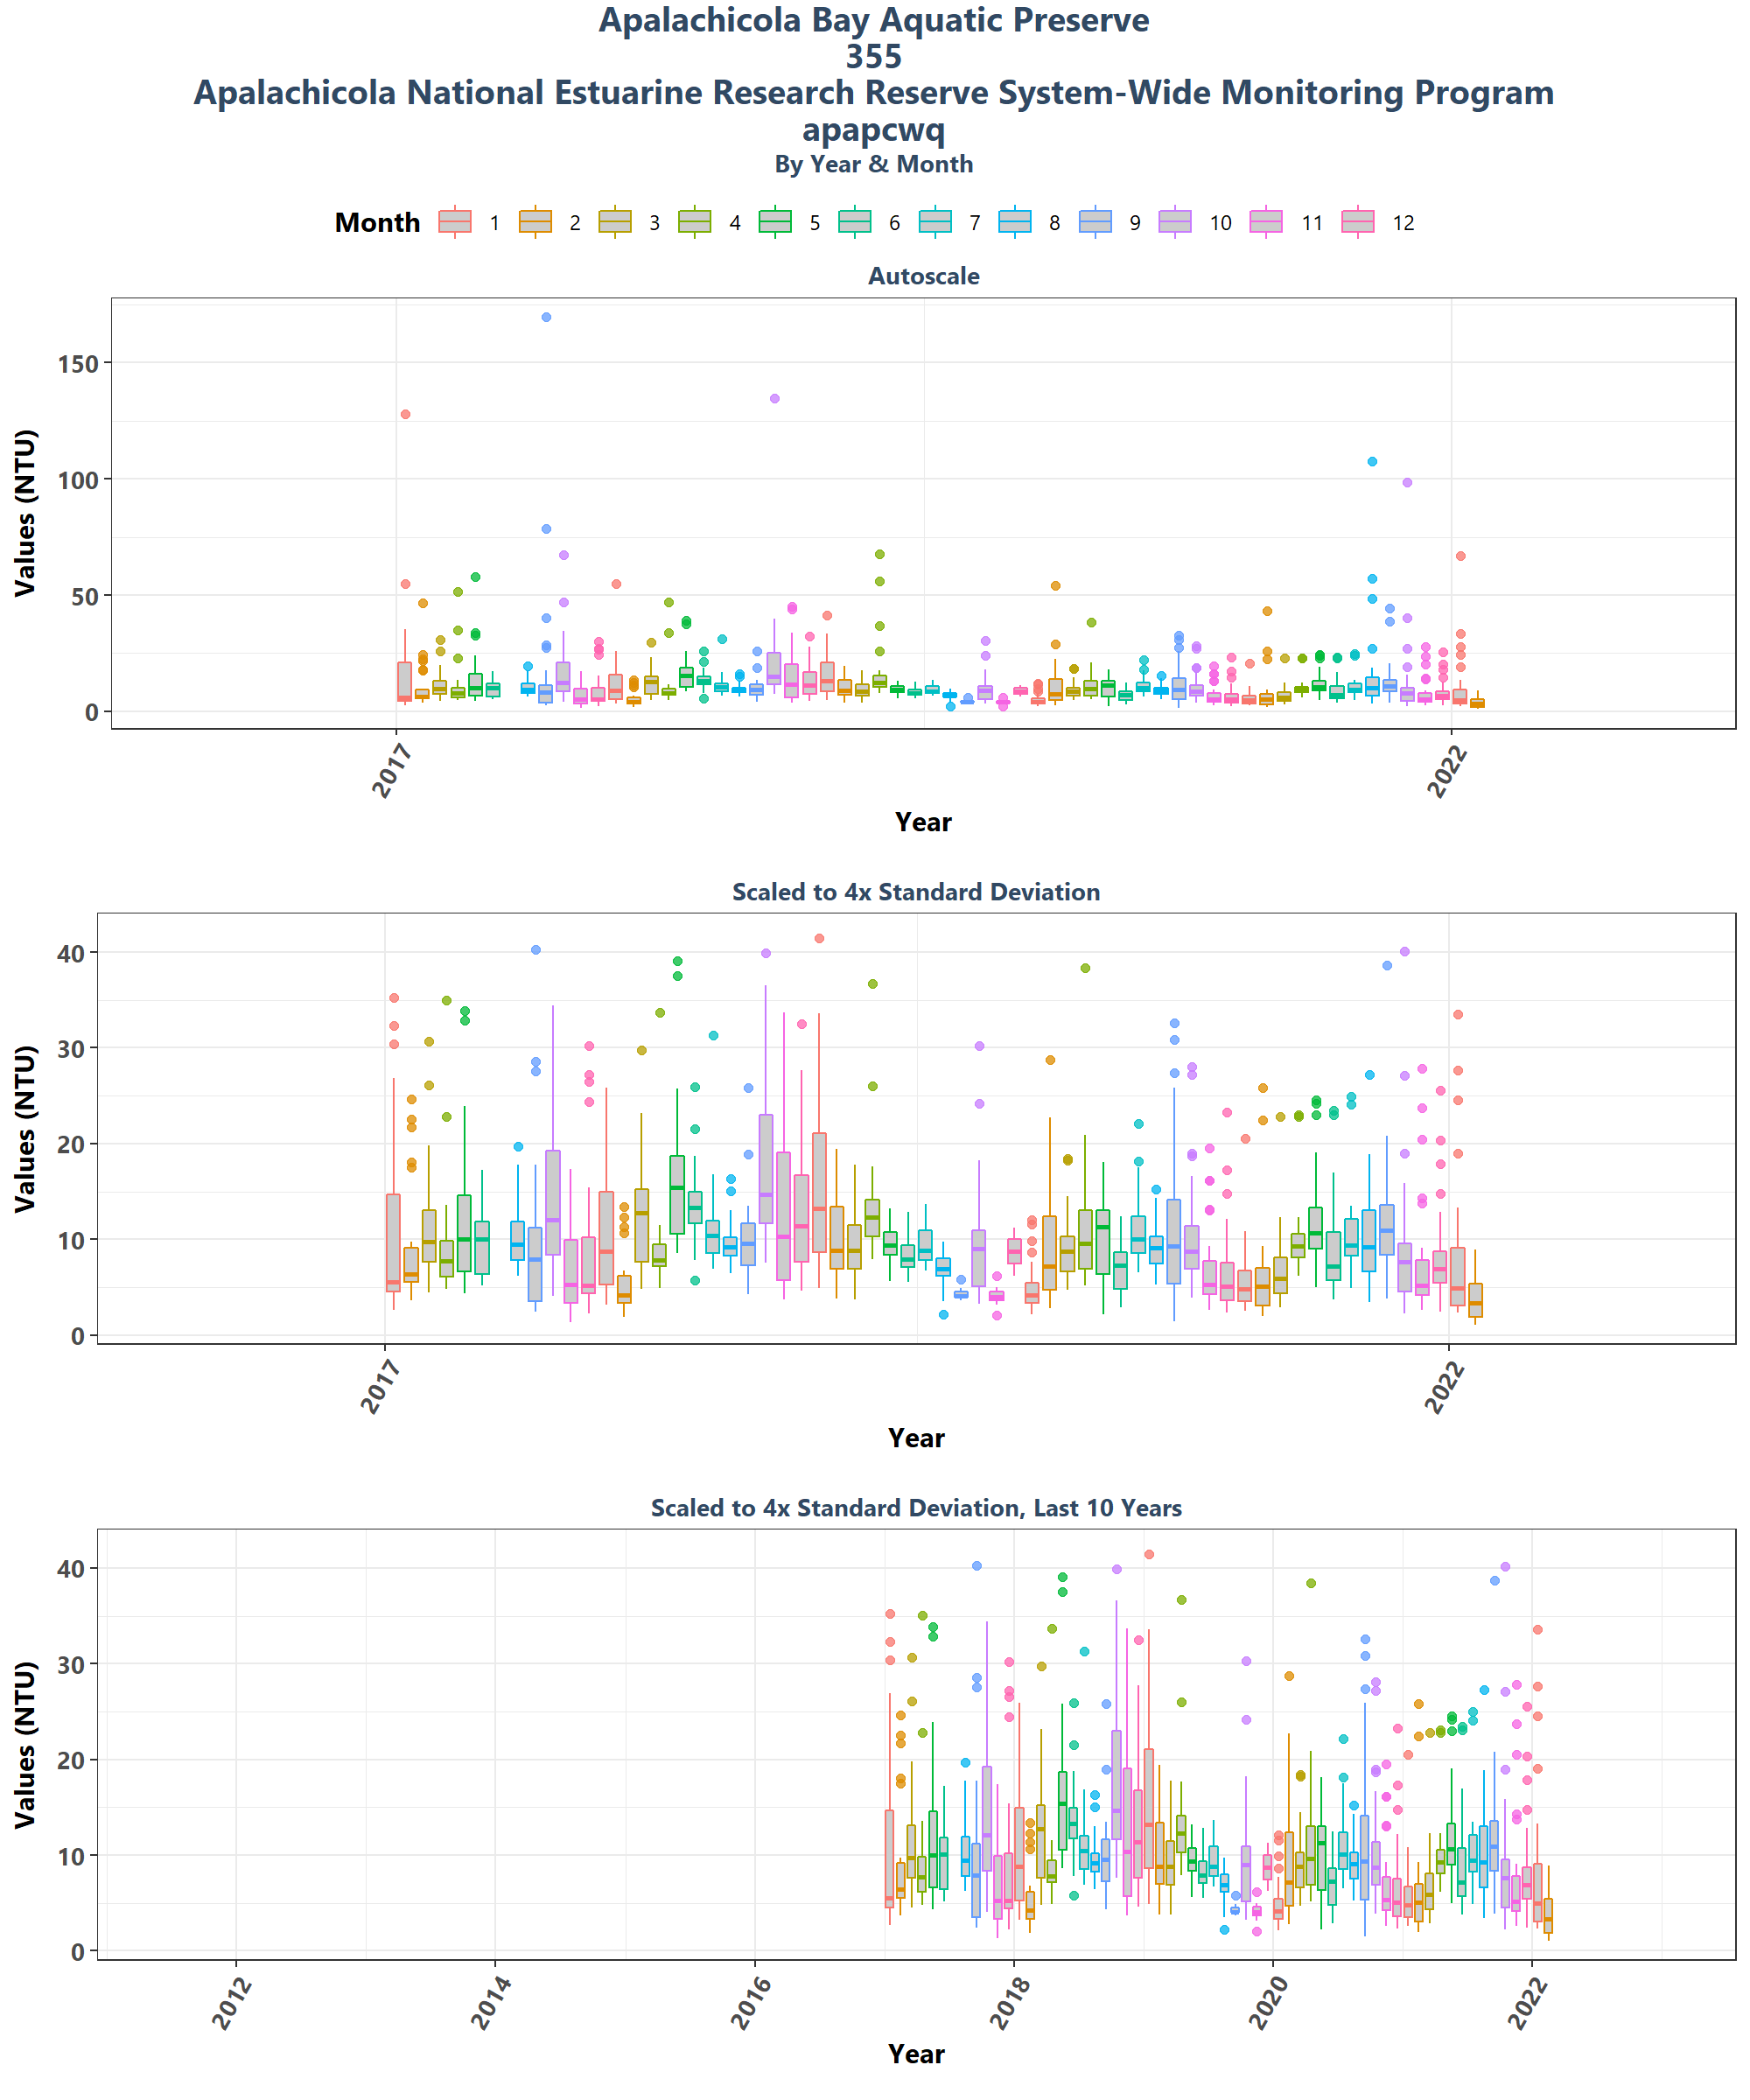 Apalachicola Bay Aquatic Preserve
355
Apalachicola National Estuarine Research Reserve System-Wide Monitoring Program
apapcwq
By Year & Month
Month 1 2 3 4 5 6 7 8 9 10 11 12
Autoscale
Values (NTU)
150
100
50
0
2017 2022
Year
Scaled to 4x Standard Deviation
Values (NTU)
40
30
20
10
0
2017 2022
Year
Scaled to 4x Standard Deviation, Last 10 Years
Values (NTU)
40
30
20
10
0
2012 2014 2016 2018 2020 2022
Year